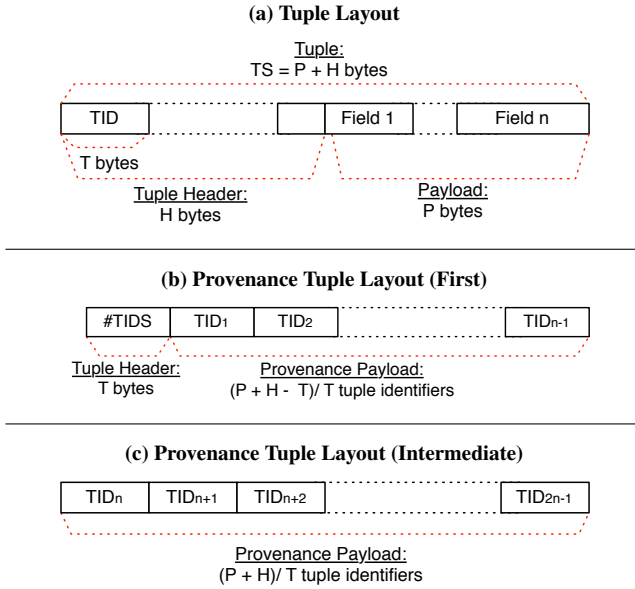 (a) Tuple Layout
Tuple:
TS = P + H bytes
TID
Field 1
Field n
T bytes
Tuple Header:
H bytes
Payload:
P bytes
(b) Provenance Tuple Layout (First)
#TIDS
TID1
TID2
TIDn-1
Tuple Header:
T bytes
Provenance Payload:
(P + H - T)/ T tuple identifiers
(c) Provenance Tuple Layout (Intermediate)
TIDn
TIDn+1
TIDn+2
TID2n-1
Provenance Payload:
(P + H)/ T tuple identifiers